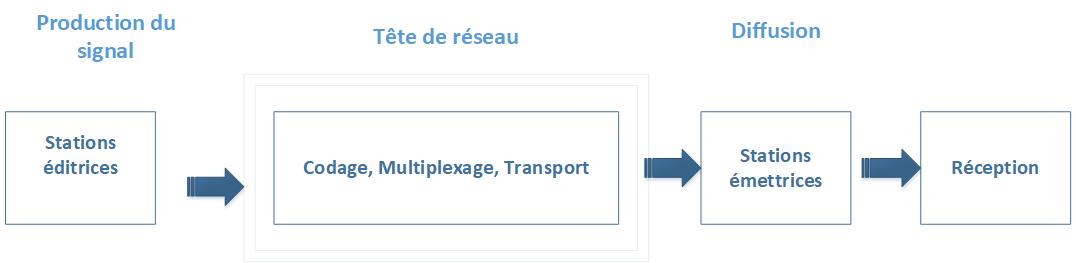 Production du
signal
Tête de réseau
Diffusion
Stations
éditrices
Codage, Multiplexage, Transport
Stations
émettrices
Réception